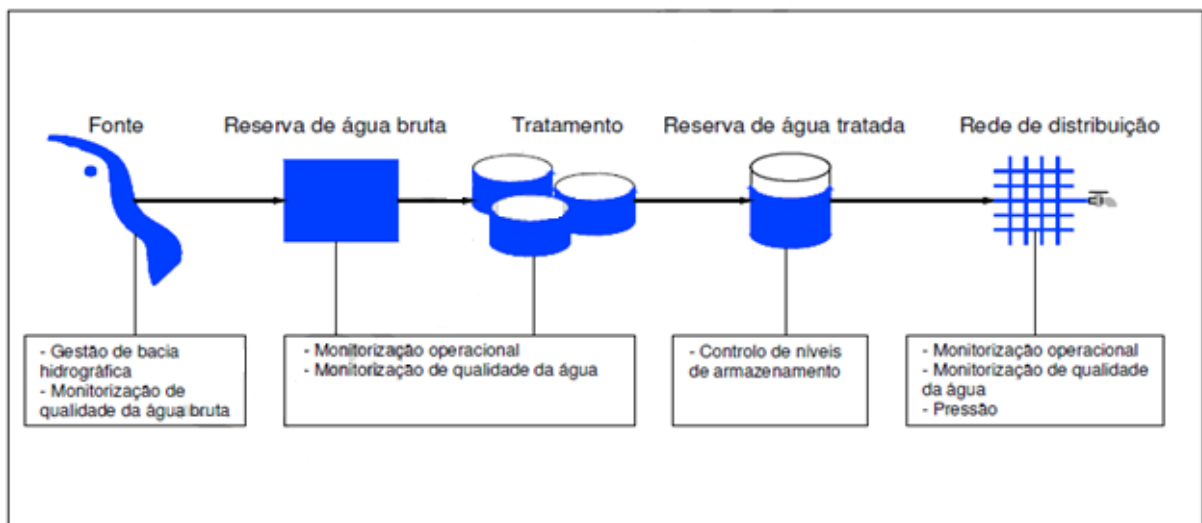 Fonte
Reserva de água bruta
Tratamento
Reserva de água tratada
Rede de distribuição
- Gestão de bacia
hidrográfica
- Monitorização de
qualidade da água bruta
- Monitorização operacional
- Monitorização de qualidade da água
- Controlo de níveis
de armazenamento
- Monitorização operacional
- Monitorização de qualidade
da água
- Pressão